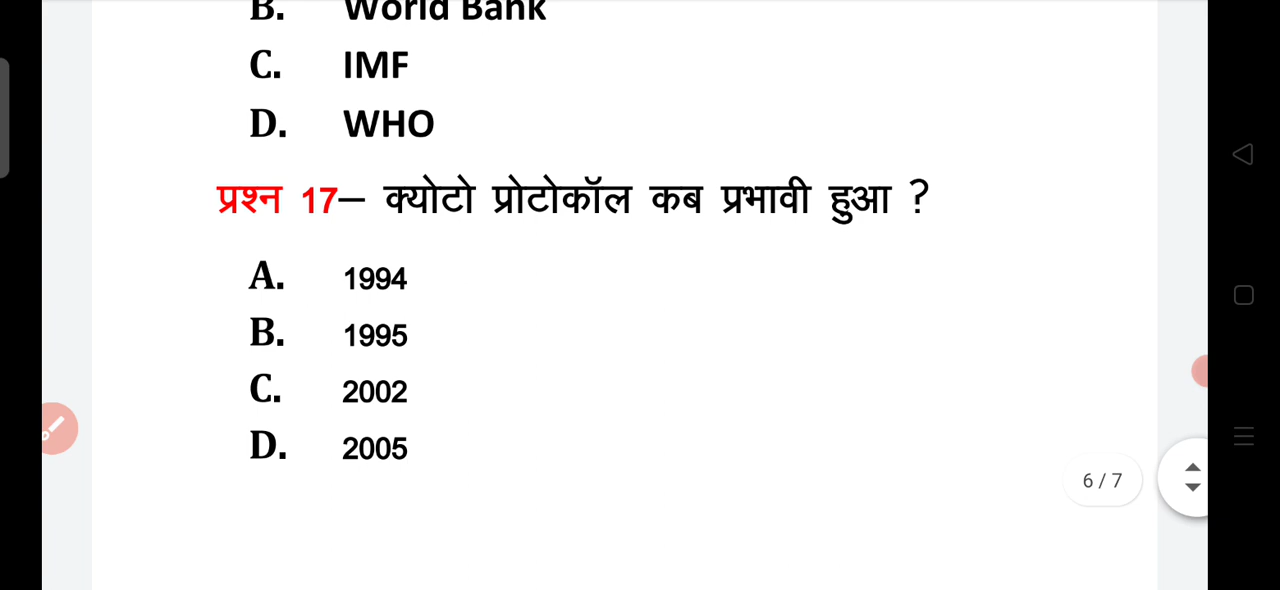 B. World Bank
C. IMF
D. WHO
प्रश्न 17– क्योटो प्रोटोकॉल कब प्रभावी हुआ ?
A. 1994
B. 1995
C. 2002
D. 2005
6 / 7